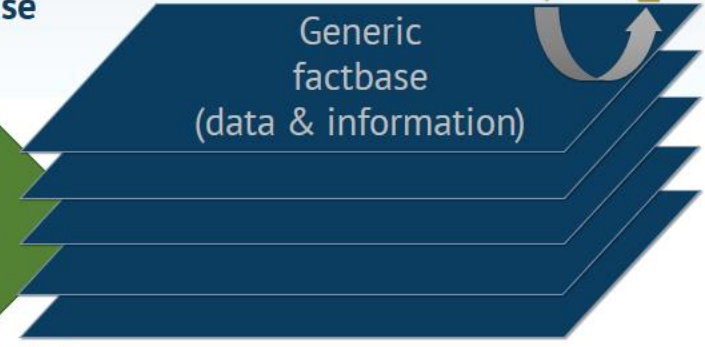 se
Generic
factbase
(data & information)